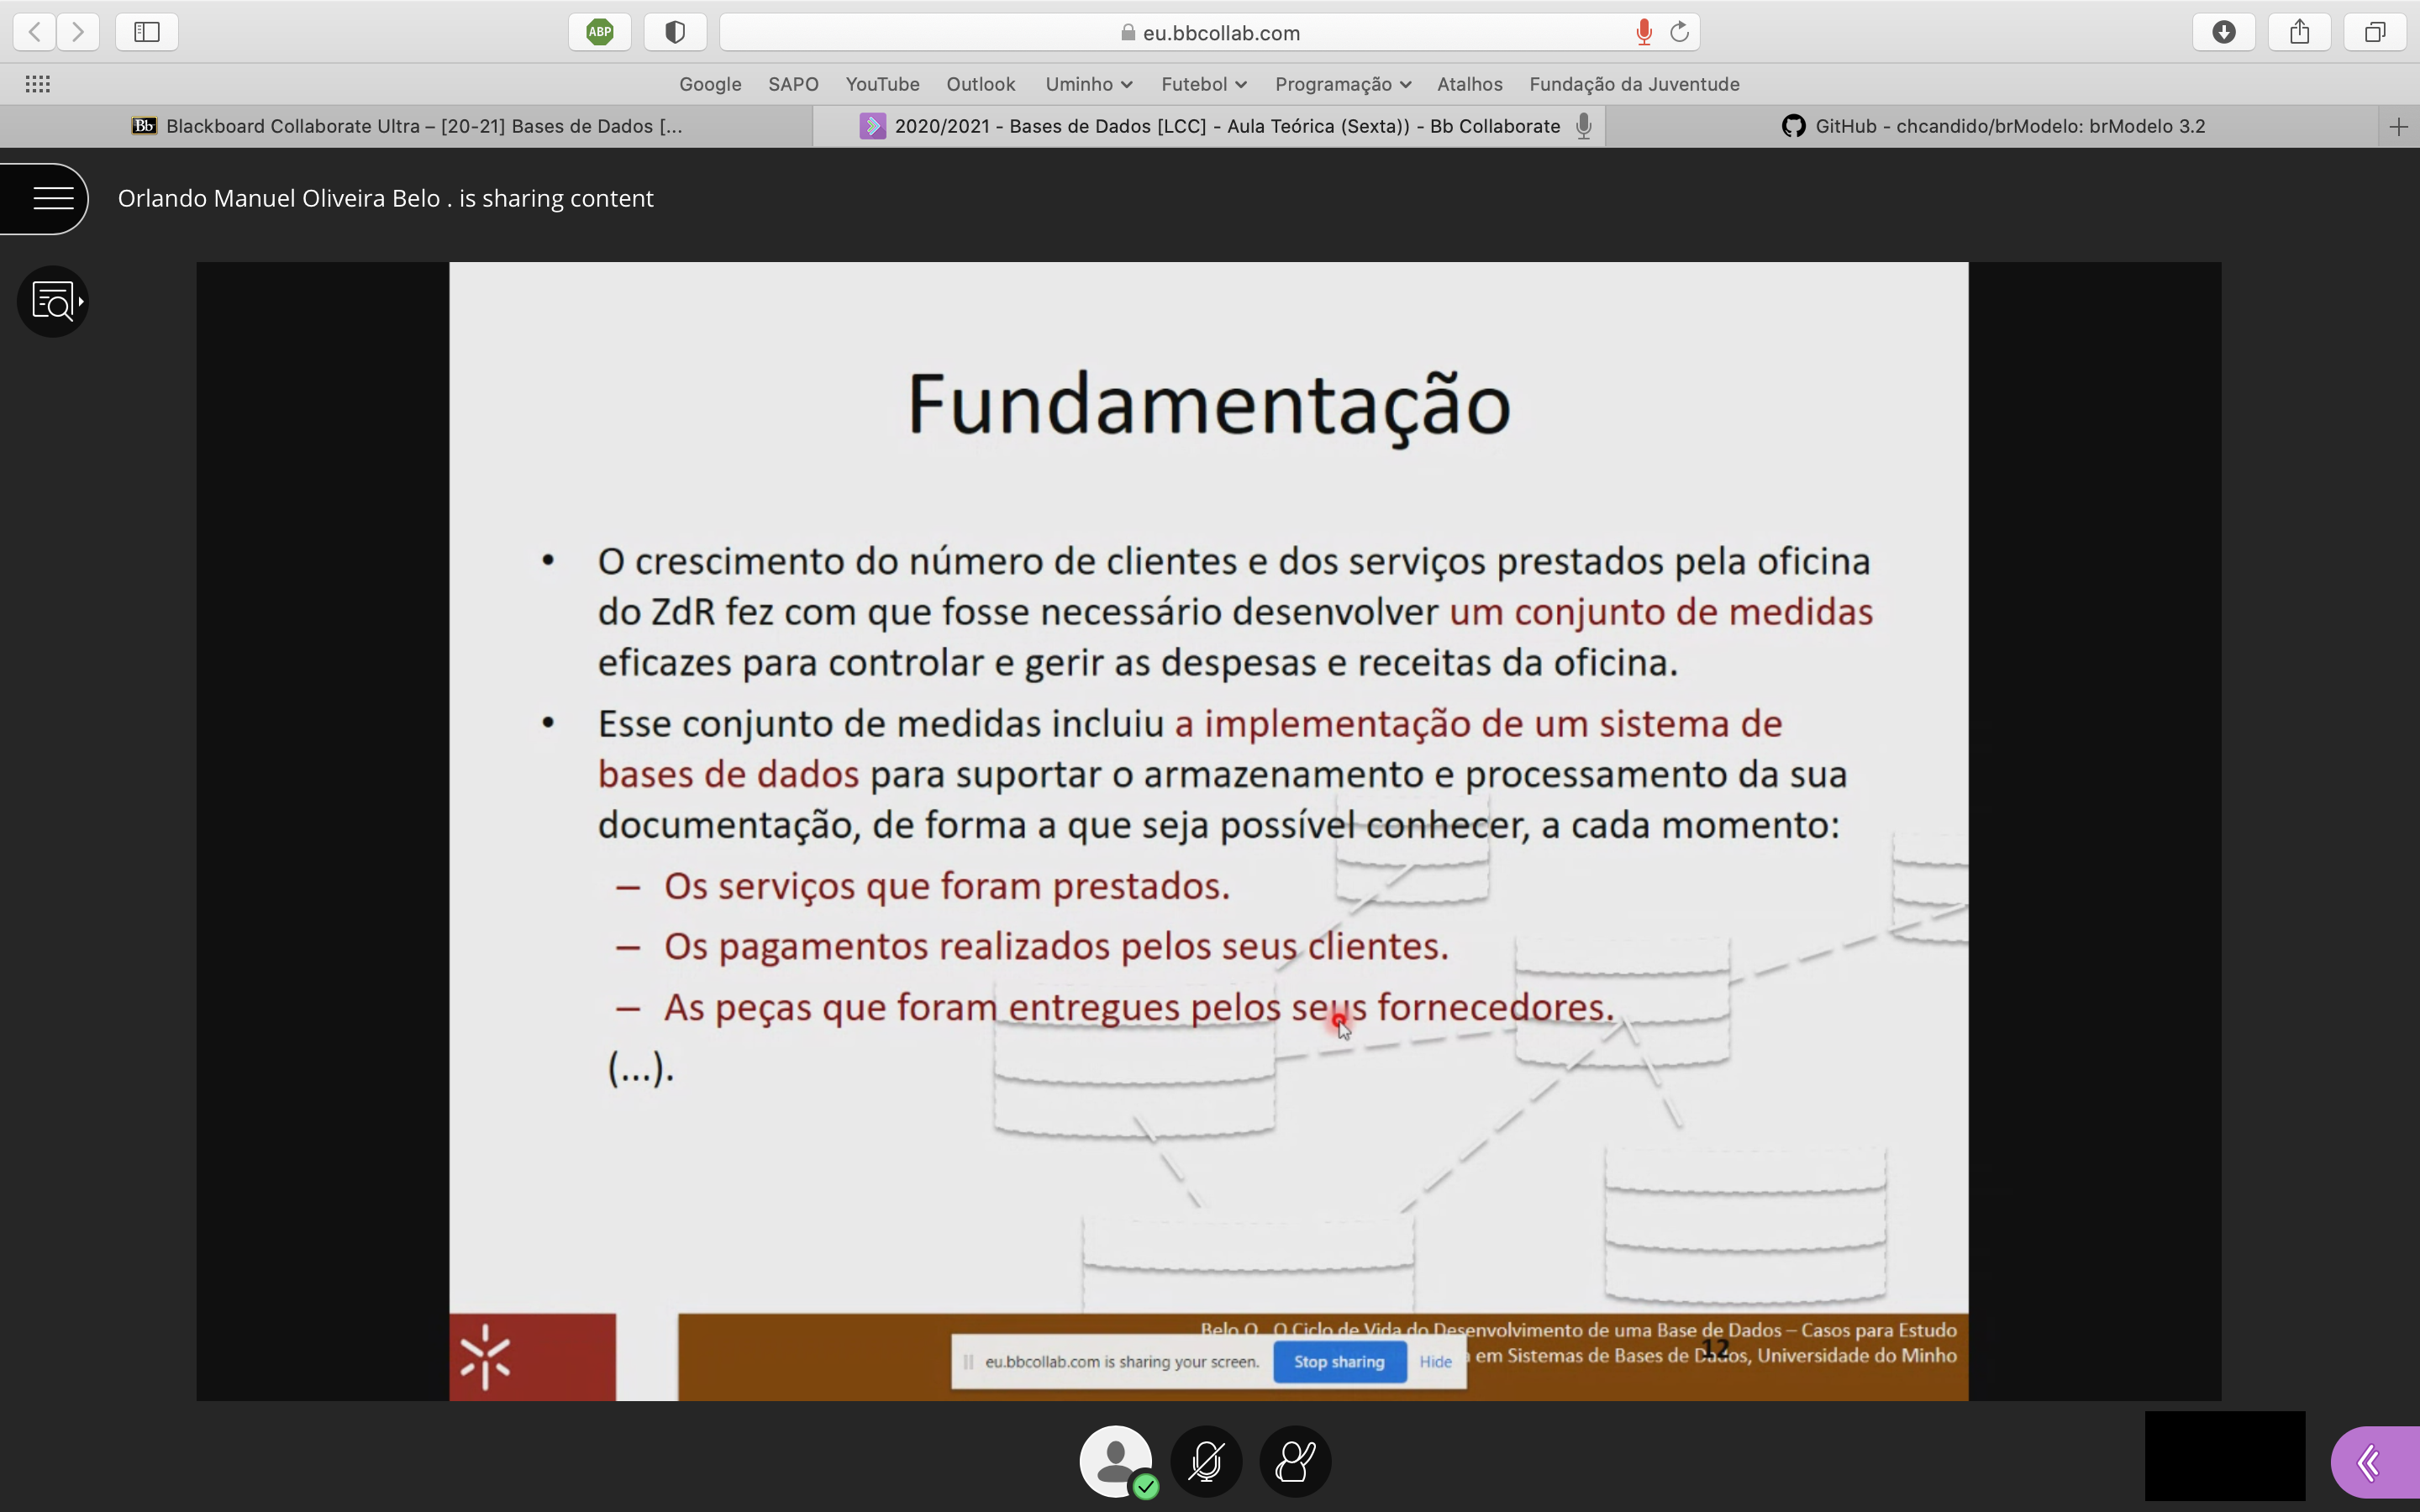 ABP
eu.bbcollab.com
Google SAPO YouTube Outlook Uminho Futebol Programação Atalhos Fundação da Juventude
Bb Blackboard Collaborate Ultra – [20-21] Bases de Dados [...
2020/2021 - Bases de Dados [LCC] - Aula Teórica (Sexta)) - Bb Collaborate
GitHub - chcandido/brModelo: brModelo 3.2
Orlando Manuel Oliveira Belo . is sharing content
Fundamentação
• O crescimento do número de clientes e dos serviços prestados pela oficina
do ZdR fez com que fosse necessário desenvolver um conjunto de medidas
eficazes para controlar e gerir as despesas e receitas da oficina.
• Esse conjunto de medidas incluiu a implementação de um sistema de
bases de dados para suportar o armazenamento e processamento da sua
documentação, de forma a que seja possível conhecer, a cada momento:
– Os serviços que foram prestados.
– Os pagamentos realizados pelos seus clientes.
– As peças que foram entregues pelos seus fornecedores.
(...).
Belo O., O Ciclo de Vida do Desenvolvimento de uma Base de Dados – Casos para Estudo
em Sistemas de Bases de Dados, Universidade do Minho
12
eu.bbcollab.com is sharing your screen. Stop sharing Hide